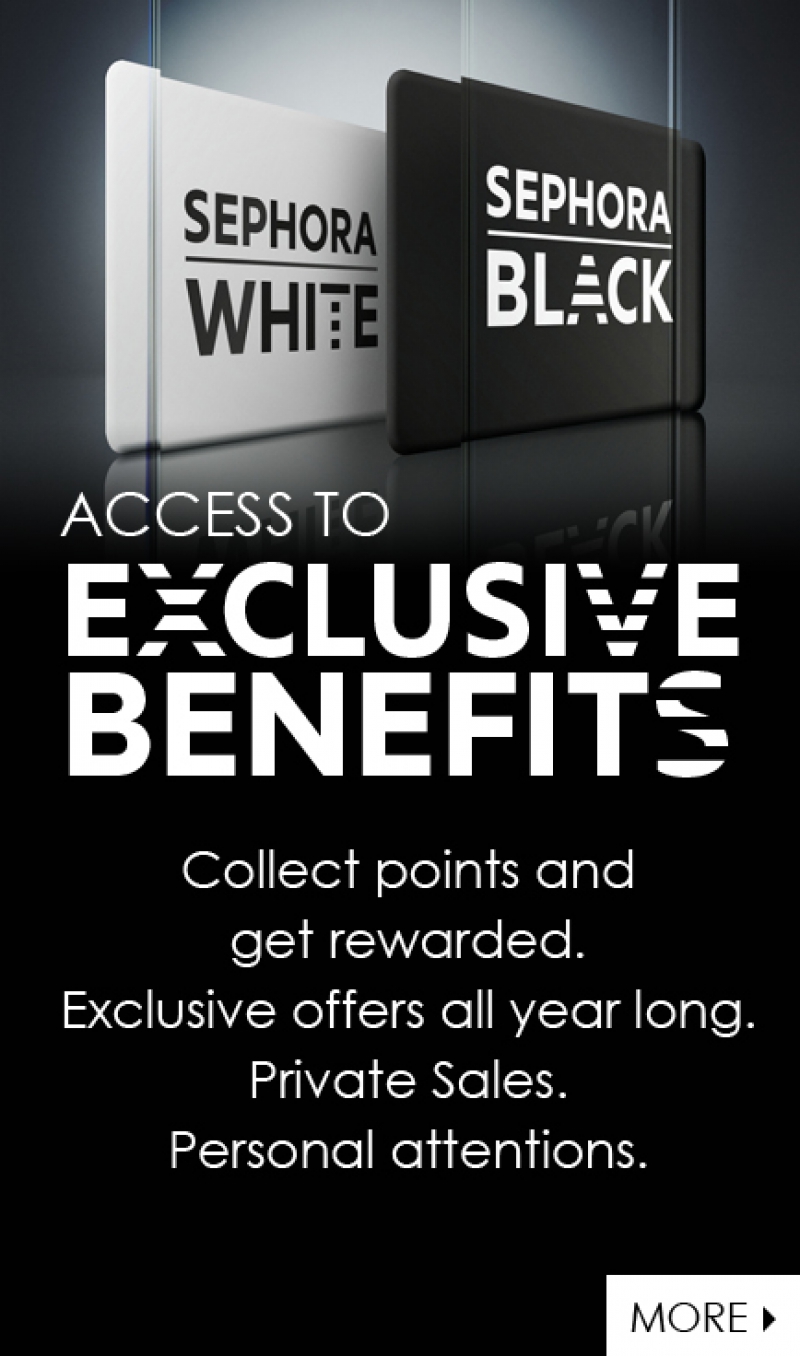 SEPHORA
WHITE
SEPHORA
BLACK
ACCESS TO
EXCLUSIVE
BENEFITS
Collect points and
get rewarded.
Exclusive offers all year long.
Private Sales.
Personal attentions.
MORE